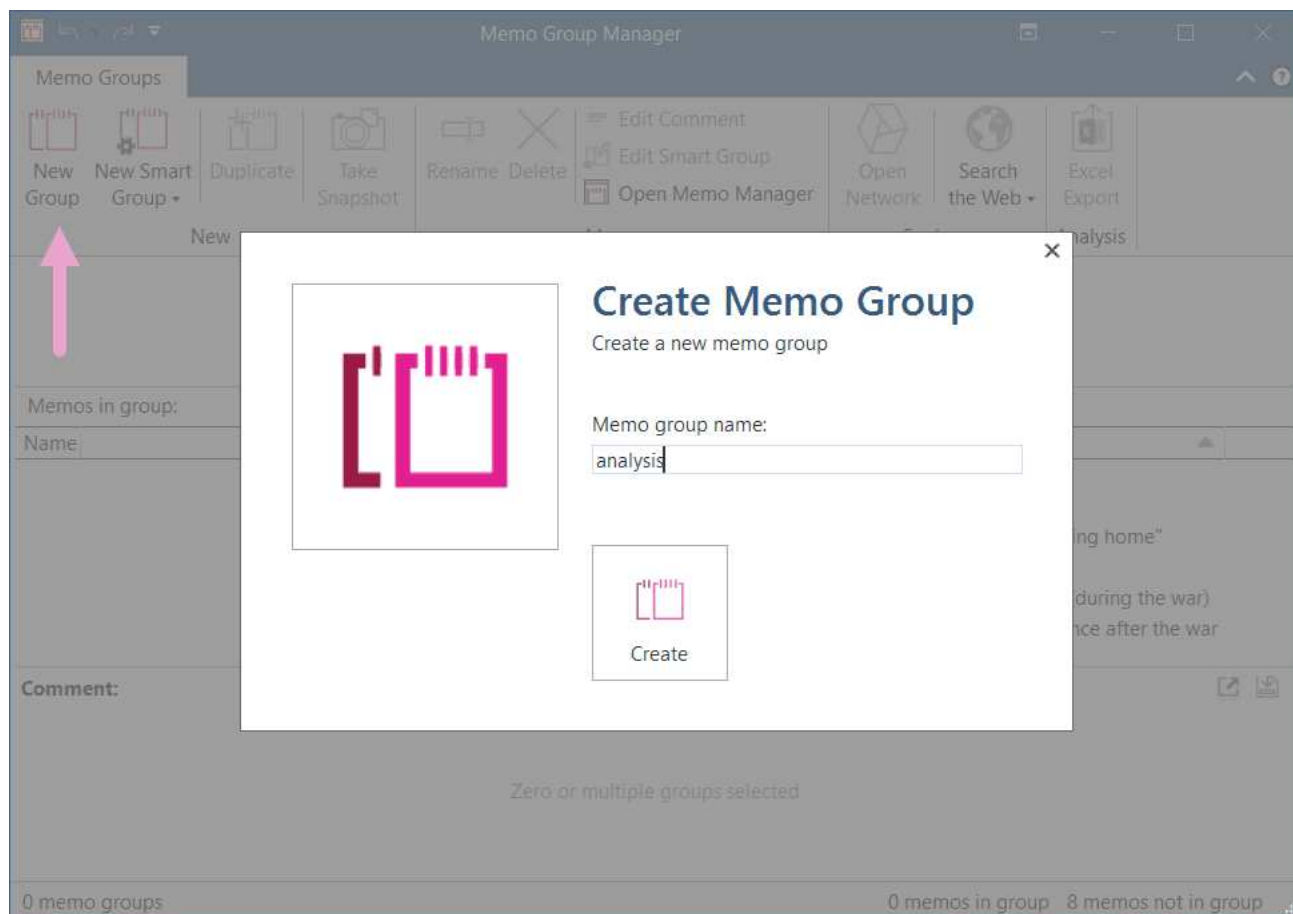 Memo Group Manager
Memo Groups
New Group
New Smart Group
Duplicate
Take Snapshot
Rename
Delete
Edit Comment
Edit Smart Group
Open Memo Manager
Open Network
Search the Web
Excel Export
New
nalysis
Create Memo Group
Create a new memo group
Memo group name:
analysis
Create
Memos in group:
Name
ing home"
during the war)
nce after the war
Comment:
Zero or multiple groups selected
0 memo groups
0 memos in group
8 memos not in group